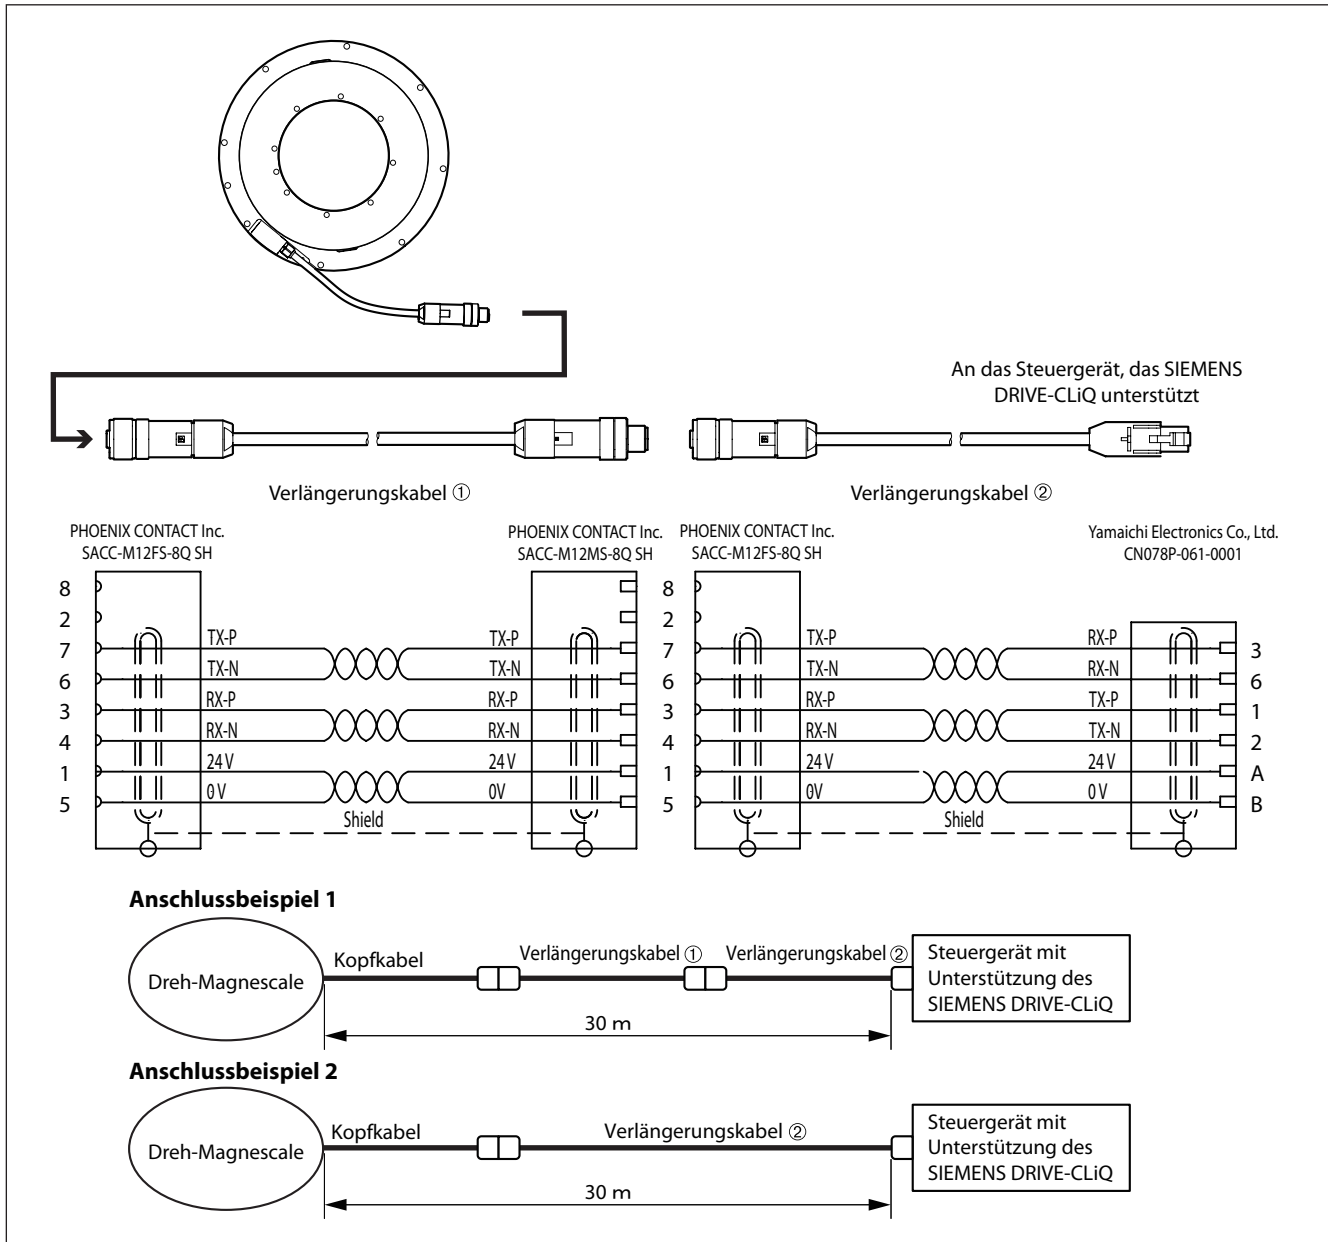 An das Steuergerät, das SIEMENS
DRIVE-CLiQ unterstützt
Verlängerungskabel ①
Verlängerungskabel ②
PHOENIX CONTACT Inc.
SACC-M12FS-8Q SH
PHOENIX CONTACT Inc.
SACC-M12MS-8Q SH
PHOENIX CONTACT Inc.
SACC-M12FS-8Q SH
Yamaichi Electronics Co., Ltd.
CN078P-061-0001
8 8
2 2
7 TX-P TX-P 7 TX-P RX-P 3
6 TX-N TX-N 6 TX-N RX-N 6
3 RX-P RX-P 3 RX-P TX-P 1
4 RX-N RX-N 4 RX-N TX-N 2
1 24 V 24 V 1 24 V 24 V A
5 0V 0V 5 0V 0 V B
Shield Shield
Anschlussbeispiel 1
Dreh-Magnescale
Kopfkabel
Verlängerungskabel ①
Verlängerungskabel ②
Steuergerät mit
Unterstützung des
SIEMENS DRIVE-CLiQ
30 m
Anschlussbeispiel 2
Dreh-Magnescale
Kopfkabel
Verlängerungskabel ②
Steuergerät mit
Unterstützung des
SIEMENS DRIVE-CLiQ
30 m